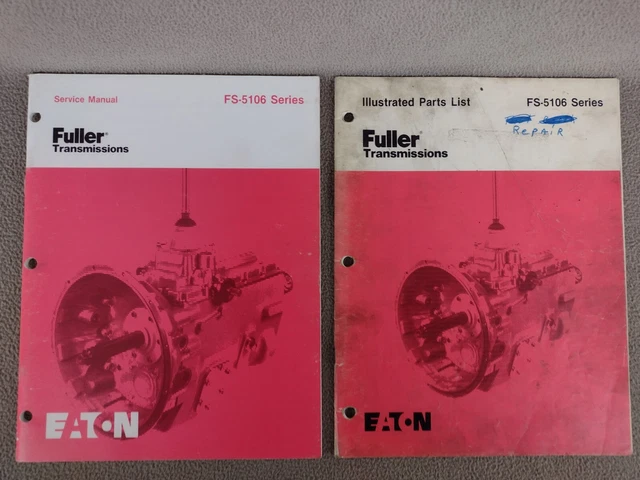 Service Manual FS-5106 Series
Fuller®
Transmissions
EATON
Illustrated Parts List FS-5106 Series
RePAiR
Fuller®
Transmissions
EATON